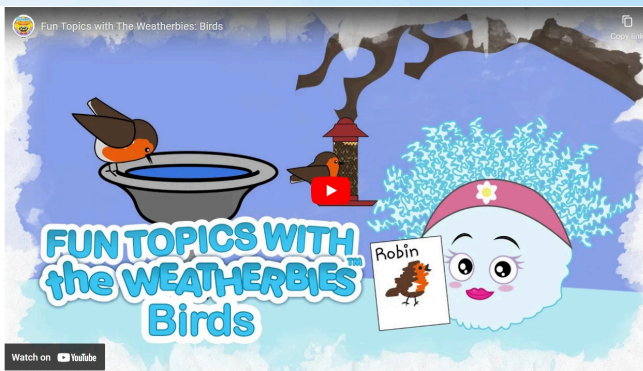 Fun Topics with The Weatherbies: Birds
Copy link
FUN TOPICS WITH
the WEATHERBIES™
Birds
Robin
Watch on YouTube